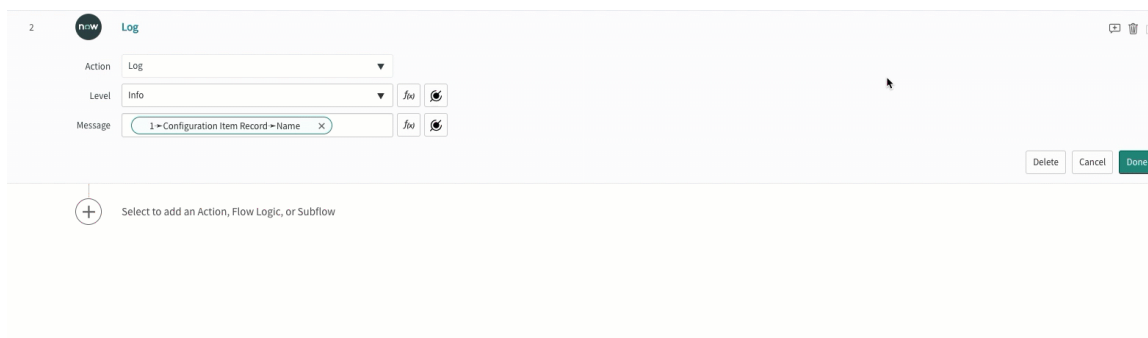 2 now Log
Action Log
Level Info f(x)
Message 1➛Configuration Item Record➛Name × f(x)
Delete Cancel Done
Select to add an Action, Flow Logic, or Subflow